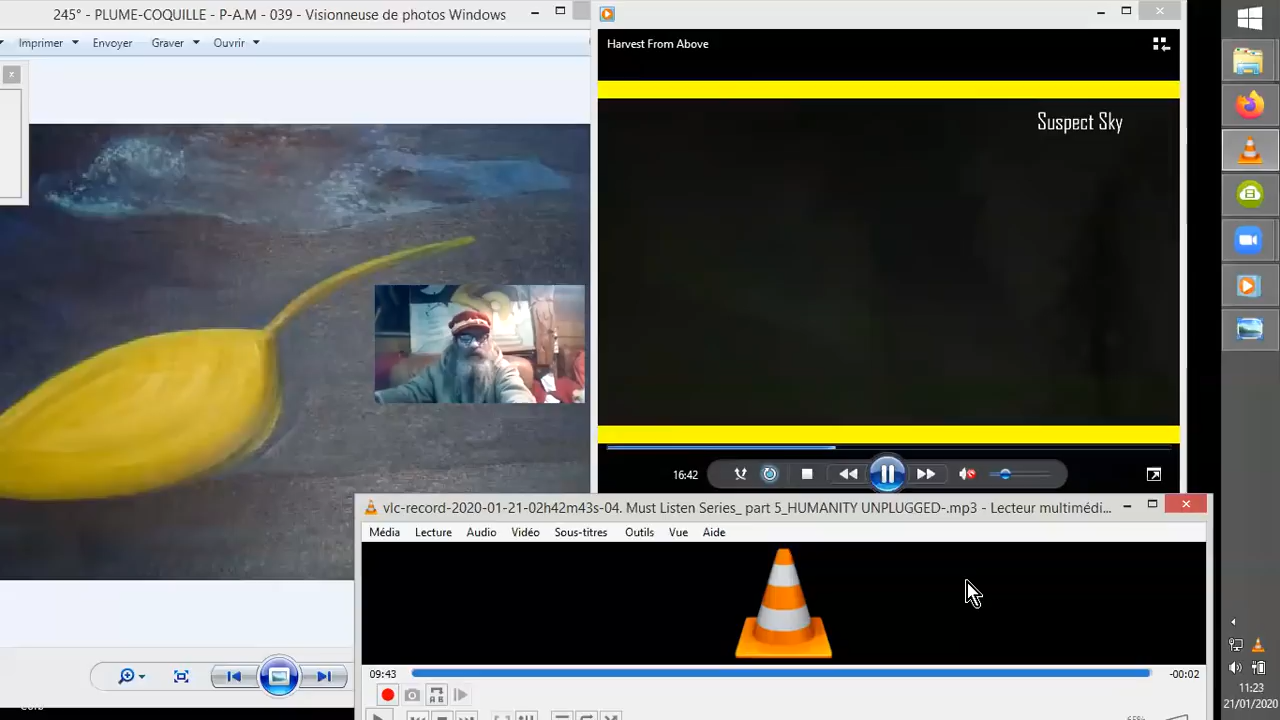 245° - PLUME-COQUILLE - P-A.M - 039 - Visionneuse de photos Windows
Imprimer Envoyer Graver Ouvrir
x
Harvest From Above
Suspect Sky
16:42
vlc-record-2020-01-21-02h42m43s-04. Must Listen Series_ part 5_HUMANITY UNPLUGGED-.mp3 - Lecteur multimédi...
Média Lecture Audio Vidéo Sous-titres Outils Vue Aide
09:43
-00:02
11:23
21/01/2020